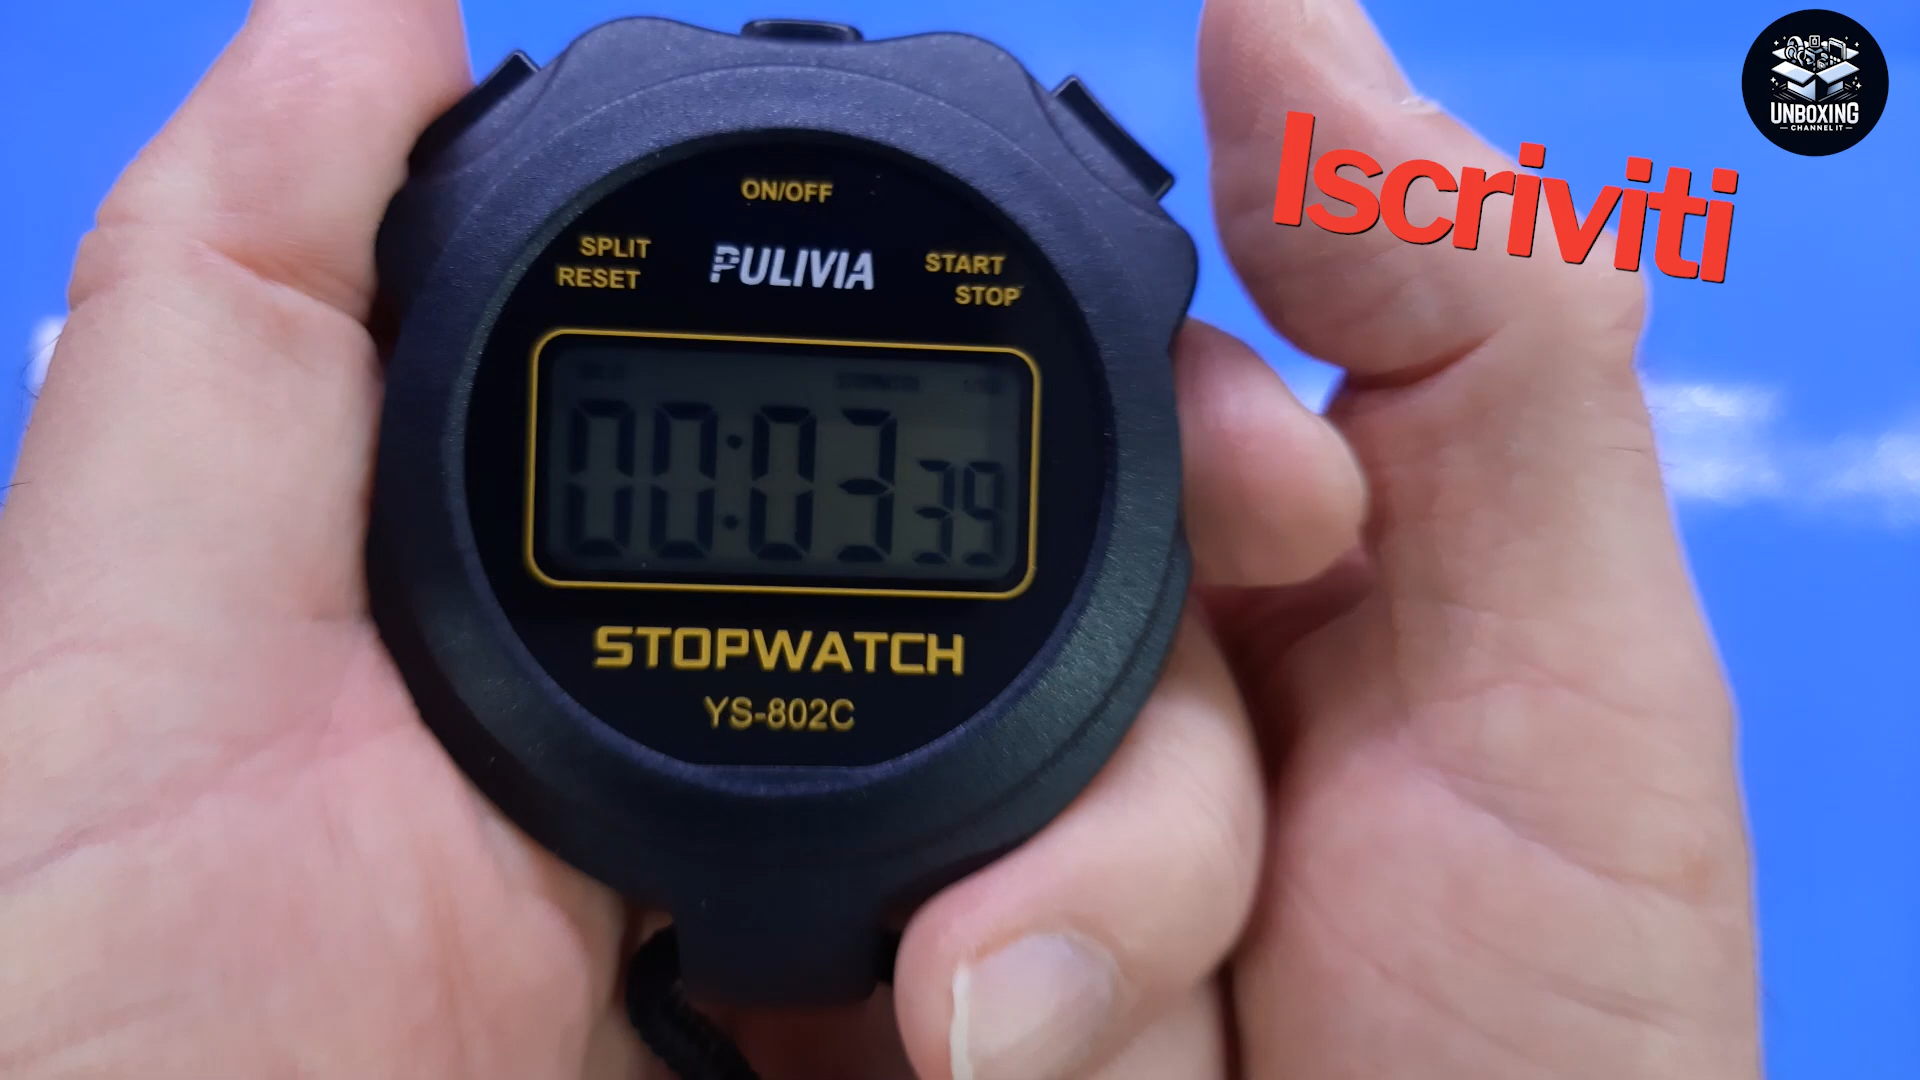 UNBOXING
CHANNEL IT
Iscriviti
ON/OFF
SPLIT
RESET
PULIVIA
START
STOP
00:03 39
STOPWATCH
YS-802C